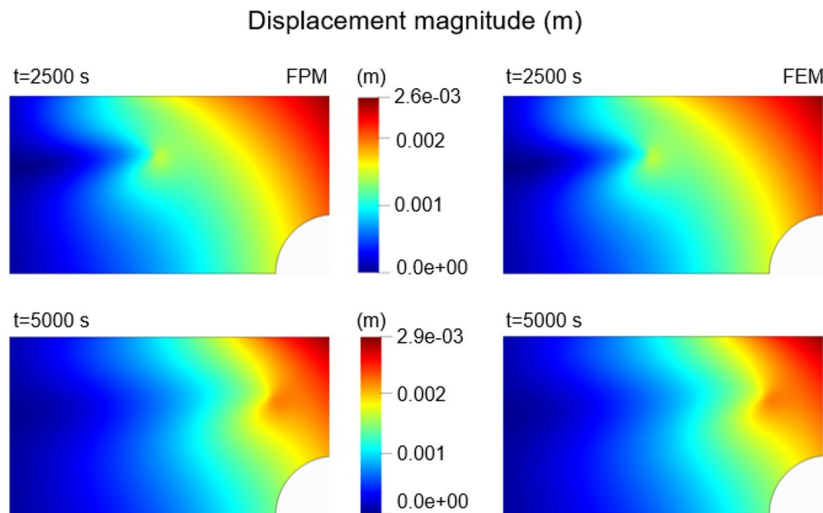 Displacement magnitude (m)
t=2500 s FPM (m) t=2500 s FEM
2.6e-03
0.002
0.001
0.0e+00
t=5000 s (m) t=5000 s
2.9e-03
0.002
0.001
0.0e+00